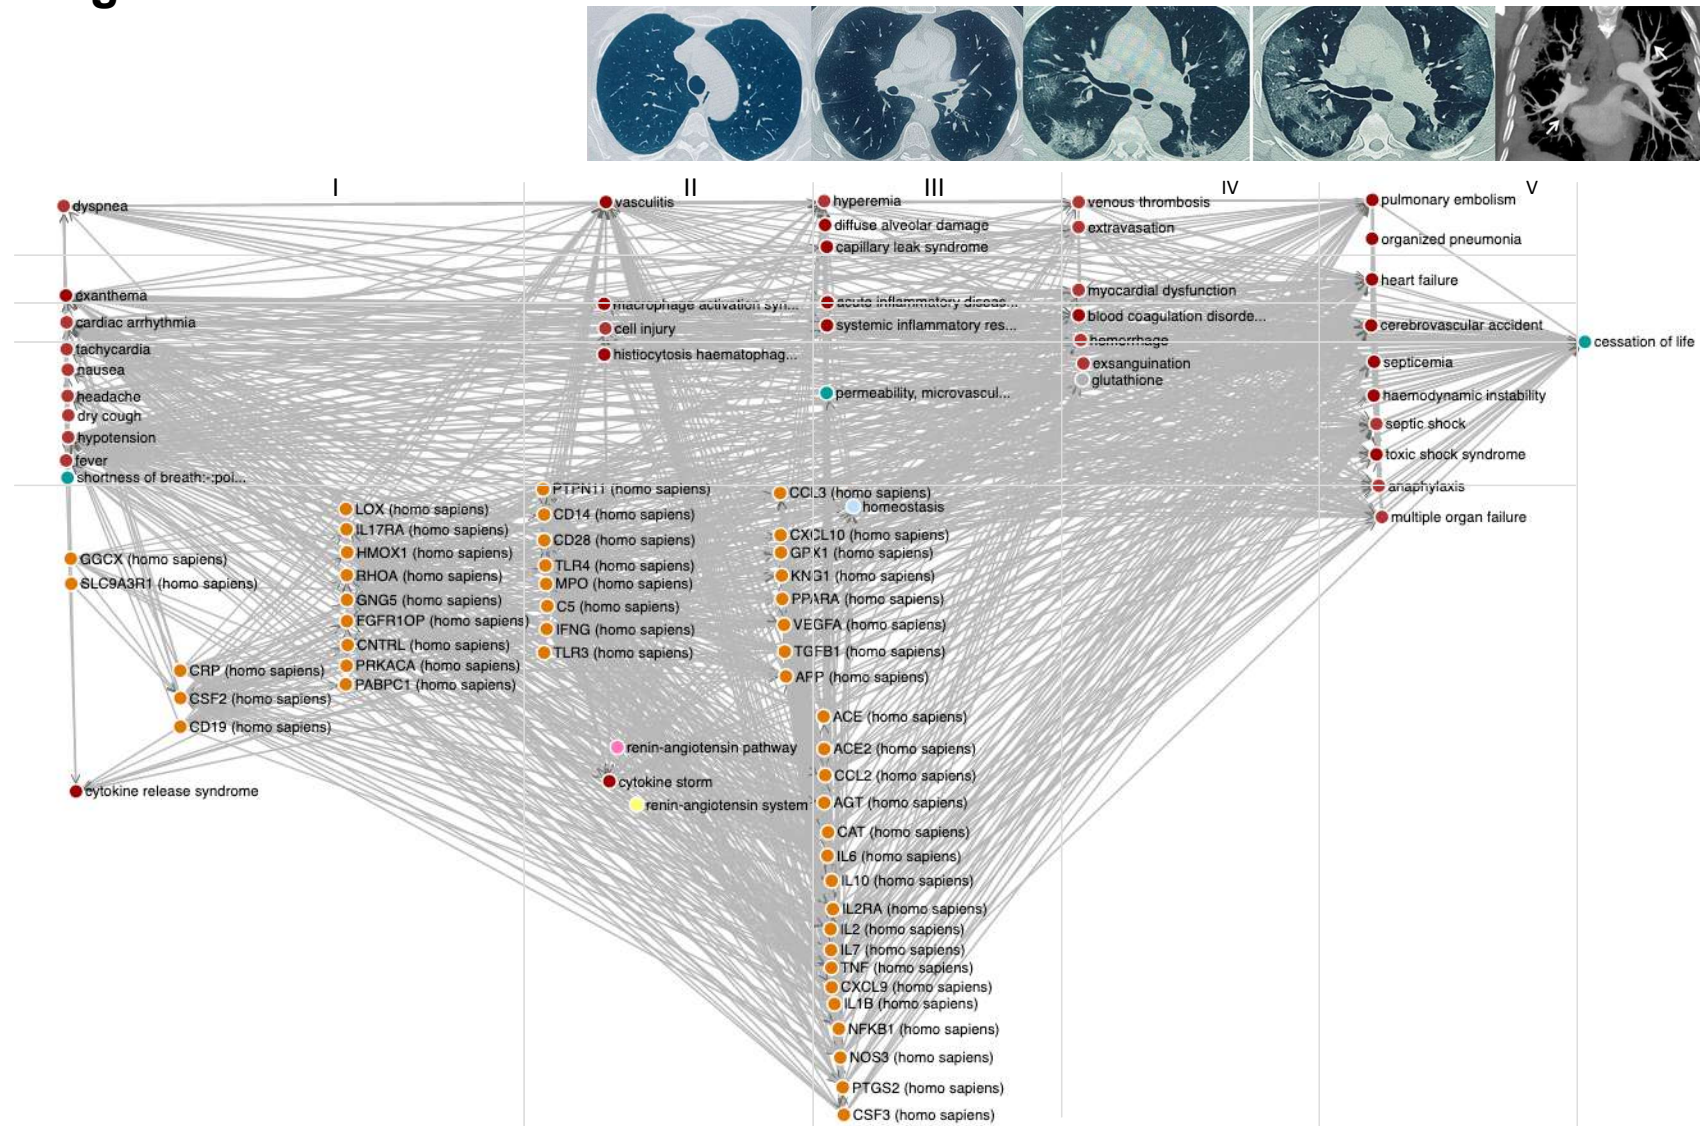 I
II
III
IV
V
dyspnea
exanthema
cardiac arrhythmia
tachycardia
nausea
headache
dry cough
hypotension
fever
shortness of breath:-:poi...
GGCX (homo sapiens)
SLC9A3R1 (homo sapiens)
CRP (homo sapiens)
CSF2 (homo sapiens)
CD19 (homo sapiens)
cytokine release syndrome
LOX (homo sapiens)
IL17RA (homo sapiens)
HMOX1 (homo sapiens)
RHOA (homo sapiens)
GNG5 (homo sapiens)
FGFR1OP (homo sapiens)
CNTRL (homo sapiens)
PRKACA (homo sapiens)
PABPC1 (homo sapiens)
vasculitis
macrophage activation syn...
cell injury
histiocytosis haematophag...
PTPN11 (homo sapiens)
CD14 (homo sapiens)
CD28 (homo sapiens)
TLR4 (homo sapiens)
MPO (homo sapiens)
C5 (homo sapiens)
IFNG (homo sapiens)
TLR3 (homo sapiens)
renin-angiotensin pathway
cytokine storm
renin-angiotensin system
hyperemia
diffuse alveolar damage
capillary leak syndrome
acute inflammatory diseas...
systemic inflammatory res...
permeability, microvascul...
CCL3 (homo sapiens)
homeostasis
CXCL10 (homo sapiens)
GPX1 (homo sapiens)
KNG1 (homo sapiens)
PPARA (homo sapiens)
VEGFA (homo sapiens)
TGFB1 (homo sapiens)
APP (homo sapiens)
ACE (homo sapiens)
ACE2 (homo sapiens)
CCL2 (homo sapiens)
AGT (homo sapiens)
CAT (homo sapiens)
IL6 (homo sapiens)
IL10 (homo sapiens)
IL2RA (homo sapiens)
IL2 (homo sapiens)
IL7 (homo sapiens)
TNF (homo sapiens)
CXCL9 (homo sapiens)
IL1B (homo sapiens)
NFKB1 (homo sapiens)
NOS3 (homo sapiens)
PTGS2 (homo sapiens)
CSF3 (homo sapiens)
venous thrombosis
extravasation
myocardial dysfunction
blood coagulation disorde...
hemorrhage
exsanguination
glutathione
pulmonary embolism
organized pneumonia
heart failure
cerebrovascular accident
septicemia
haemodynamic instability
septic shock
toxic shock syndrome
anaphylaxis
multiple organ failure
cessation of life